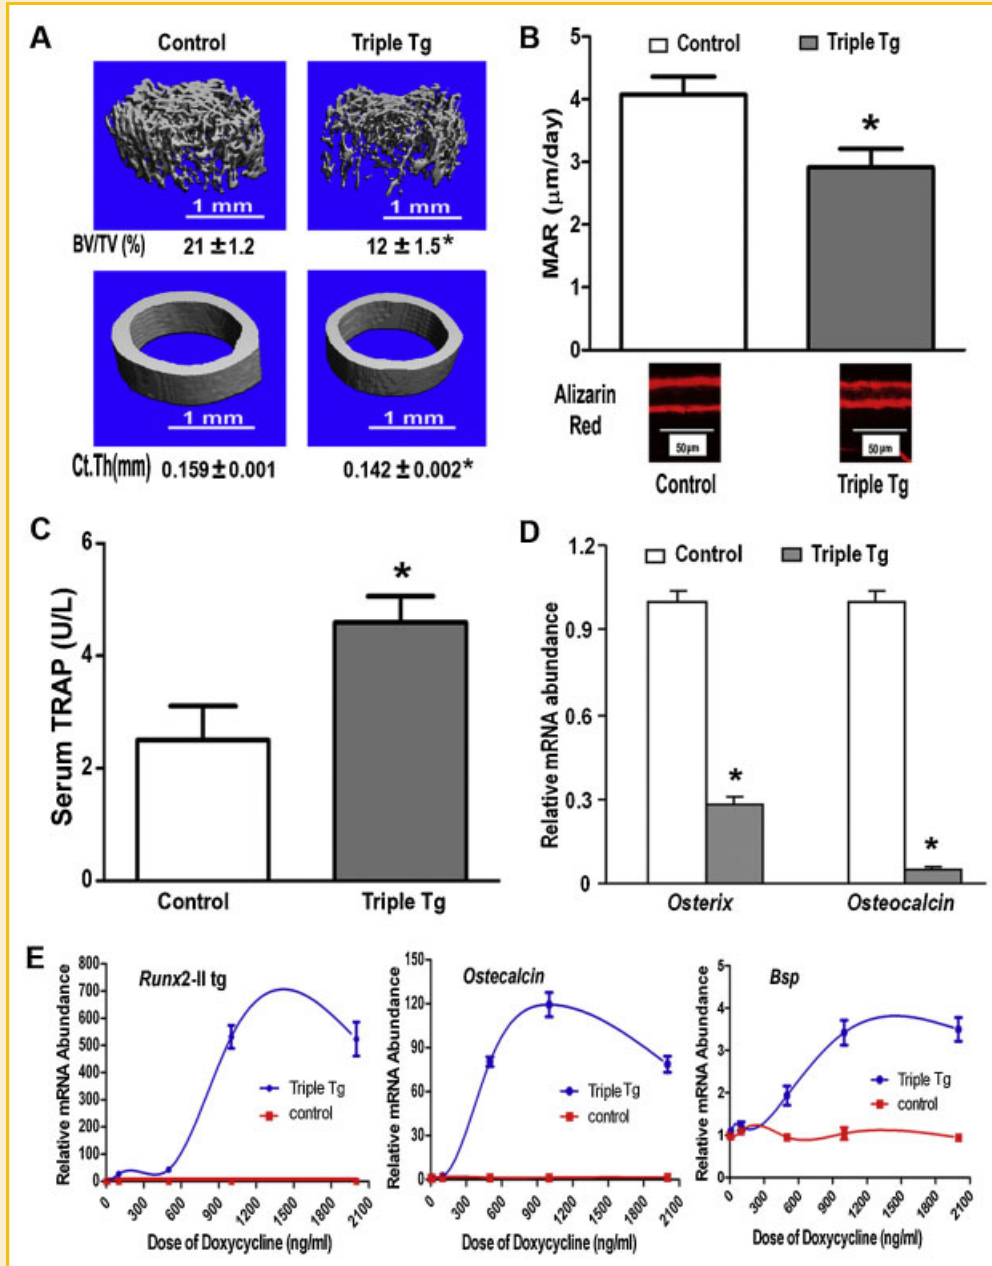 A
Control
Triple Tg
1 mm
1 mm
BV/TV (%) 21 ±1.2 12 ±1.5*
1 mm
1 mm
Ct.Th(mm) 0.159±0.001 0.142±0.002*
B
Control Triple Tg
MAR (μm/day)
5
4
3
2
1
0
*
Alizarin
Red
50μm
50μm
Control
Triple Tg
C
Serum TRAP (U/L)
6
4
2
0
*
Control
Triple Tg
D
Control Triple Tg
Relative mRNA abundance
1.2
0.9
0.6
0.3
0
*
*
Osterix
Osteocalcin
E
Runx2-II tg
Relative mRNA Abundance
800
700
600
500
400
300
200
100
0
Triple Tg
control
0 300 600 900 1200 1500 1800 2100
Dose of Doxycycline (ng/ml)
Ostecalcin
Relative mRNA Abundance
150
120
90
60
30
0
Triple Tg
control
0 300 600 900 1200 1500 1800 2100
Dose of Doxycycline (ng/ml)
Bsp
Relative mRNA Abundance
5
4
3
2
1
0
Triple Tg
control
0 300 600 900 1200 1500 1800 2100
Dose of Doxycycline (ng/ml)